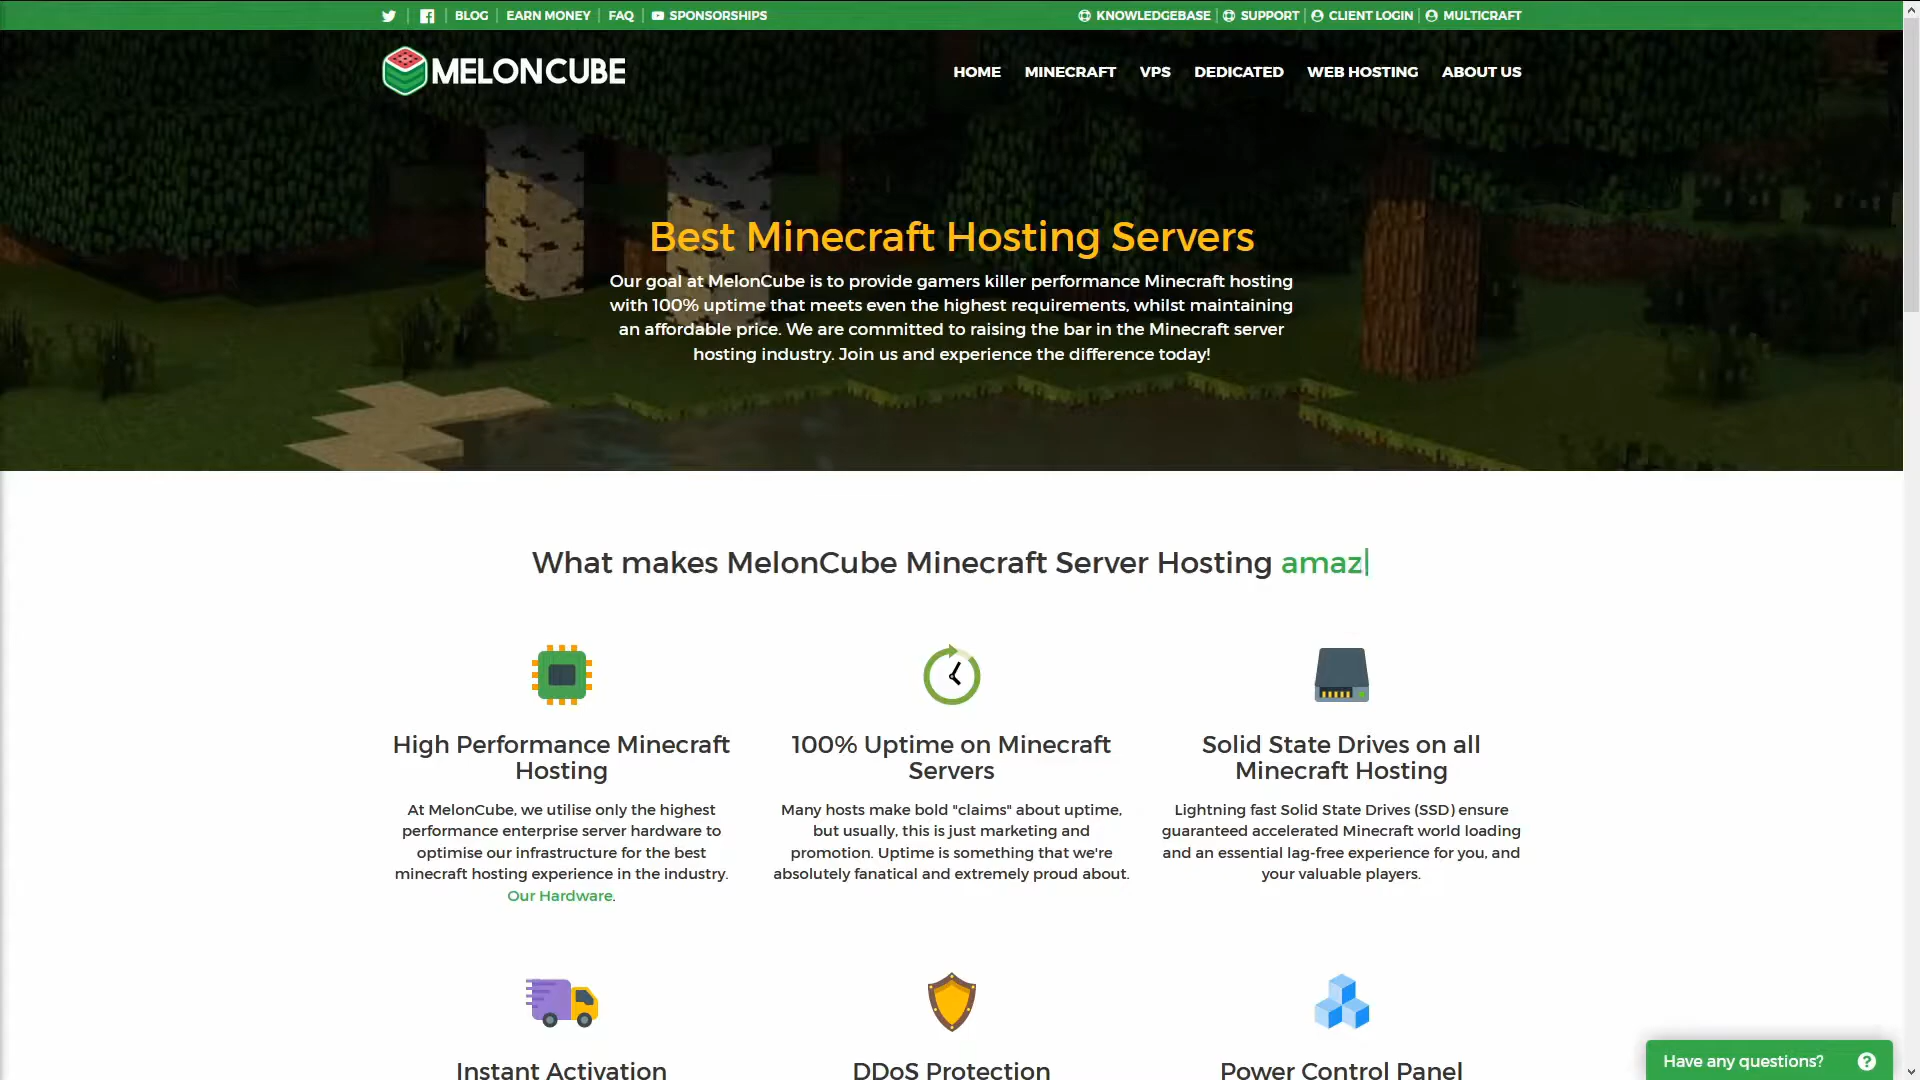 BLOG EARN MONEY FAQ SPONSORSHIPS KNOWLEDGEBASE SUPPORT CLIENT LOGIN MULTICRAFT
MELONCUBE HOME MINECRAFT VPS DEDICATED WEB HOSTING ABOUT US
Best Minecraft Hosting Servers
Our goal at MelonCube is to provide gamers killer performance Minecraft hosting
with 100% uptime that meets even the highest requirements, whilst maintaining
an affordable price. We are committed to raising the bar in the Minecraft server
hosting industry. Join us and experience the difference today!
What makes MelonCube Minecraft Server Hosting amaz
High Performance Minecraft
Hosting
At MelonCube, we utilise only the highest
performance enterprise server hardware to
optimise our infrastructure for the best
minecraft hosting experience in the industry.
Our Hardware.
100% Uptime on Minecraft
Servers
Many hosts make bold "claims" about uptime,
but usually, this is just marketing and
promotion. Uptime is something that we're
absolutely fanatical and extremely proud about.
Solid State Drives on all
Minecraft Hosting
Lightning fast Solid State Drives (SSD) ensure
guaranteed accelerated Minecraft world loading
and an essential lag-free experience for you, and
your valuable players.
Instant Activation
DDoS Protection
Power Control Panel
Have any questions? ?